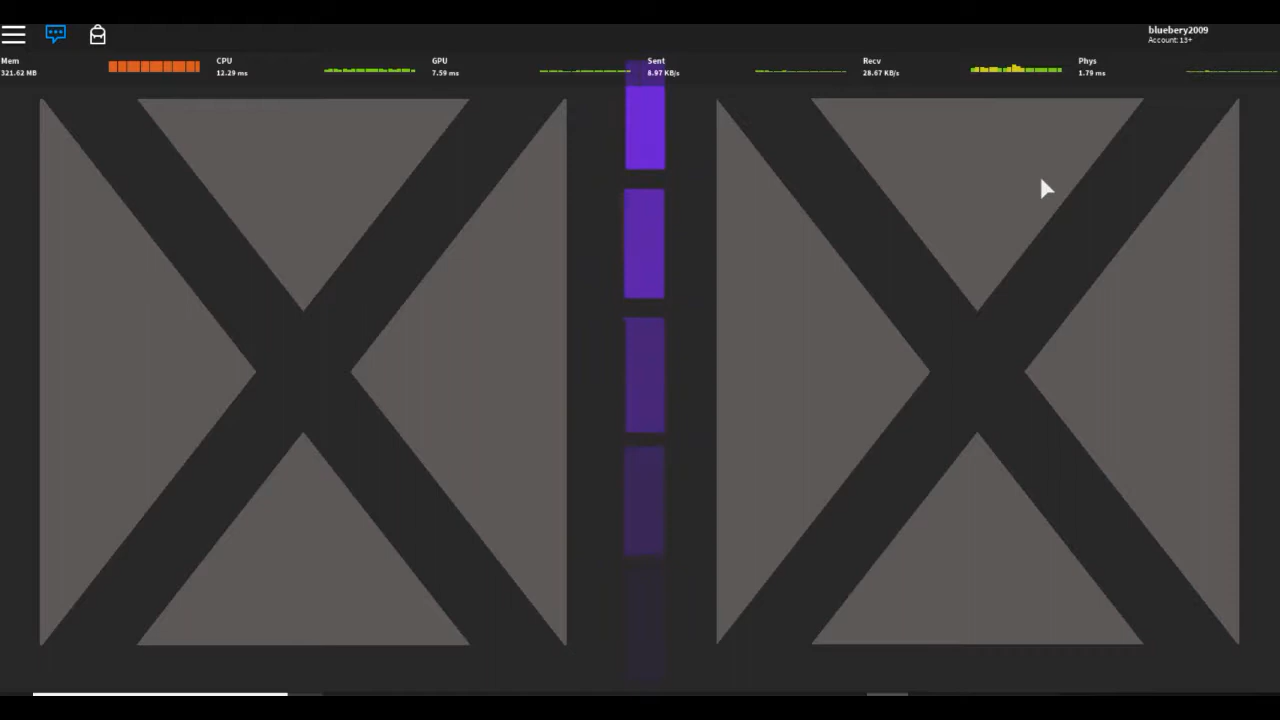 bluebery2009
Account: 13+
Mem CPU GPU Sent Recv Phys
321.62 MB 12.29 ms 7.59 ms 8.97 KB/s 28.67 KB/s 1.79 ms